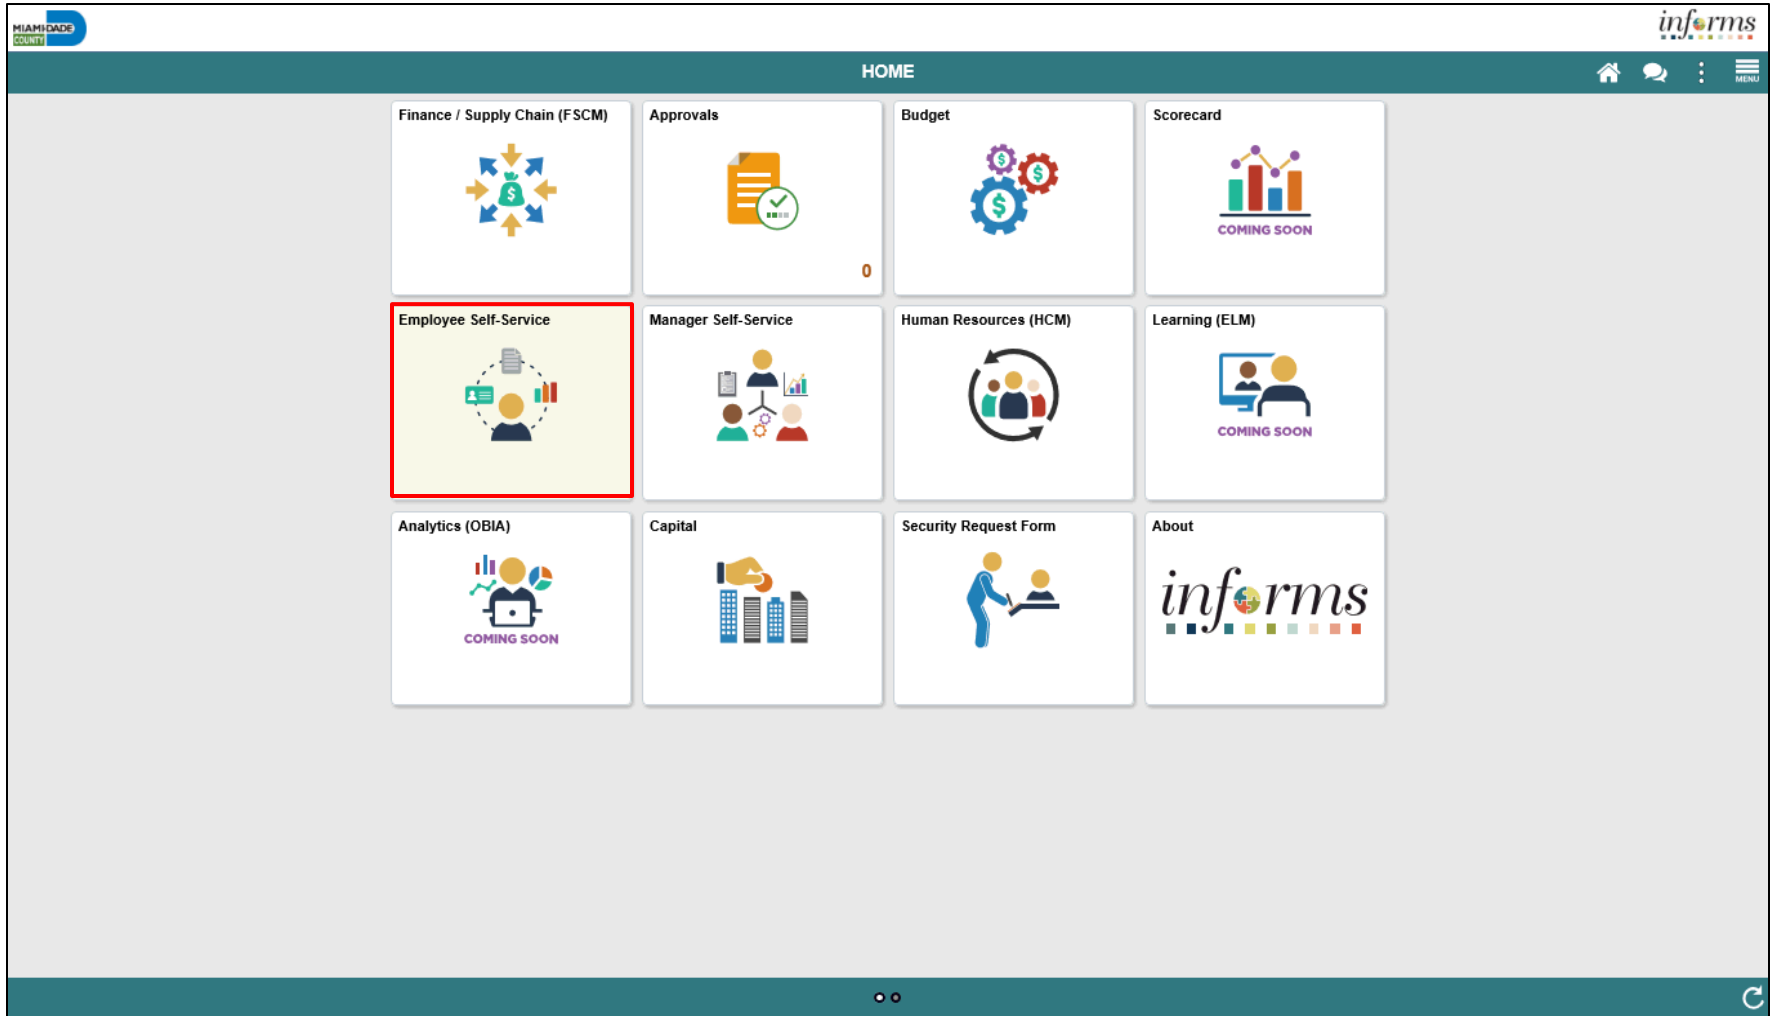 MIAMI-DADE
COUNTY
informs
HOME
MENU
Finance / Supply Chain (FSCM)
Approvals
Budget
Scorecard
$
$
$
$
COMING SOON
0
Employee Self-Service
Manager Self-Service
Human Resources (HCM)
Learning (ELM)
COMING SOON
Analytics (OBIA)
Capital
Security Request Form
About
informs
COMING SOON